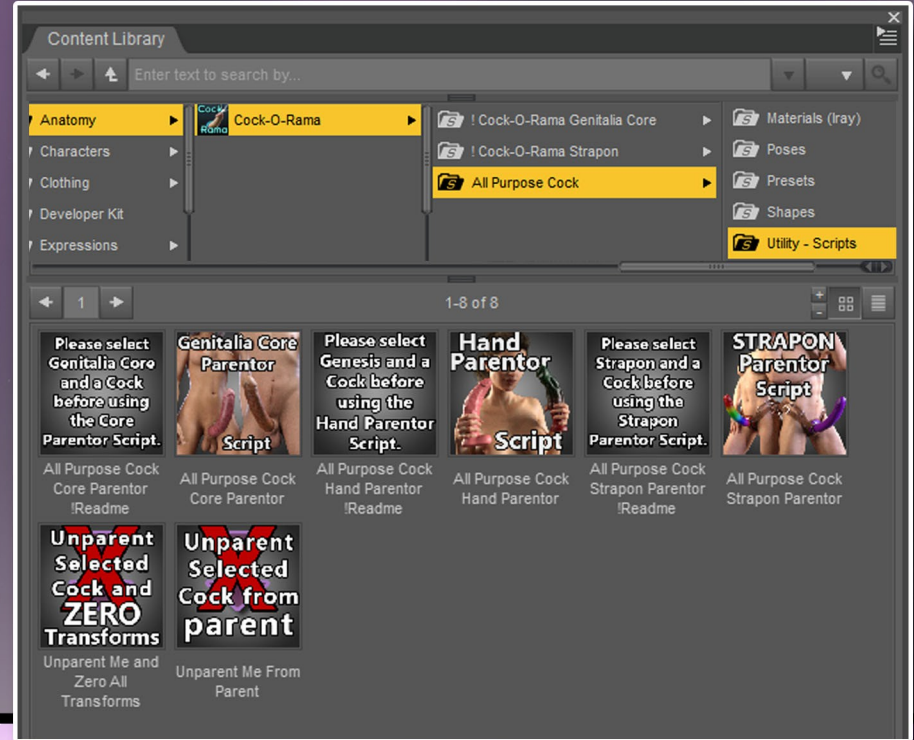 Content Library
Enter text to search by...
Anatomy
Characters
Clothing
Developer Kit
Expressions
Cock
Rama
Cock-O-Rama
! Cock-O-Rama Genitalia Core
! Cock-O-Rama Strapon
All Purpose Cock
Materials (Iray)
Poses
Presets
Shapes
Utility - Scripts
1
1-8 of 8
Please select
Genitalia Core
and a Cock
before using
the Core
Parentor Script.
All Purpose Cock
Core Parentor
!Readme
Genitalia Core
Parentor
Script
All Purpose Cock
Core Parentor
Please select
Genesis and a
Cock before
using the
Hand Parentor
Script.
All Purpose Cock
Hand Parentor
!Readme
Hand
Parentor
Script
All Purpose Cock
Hand Parentor
Please select
Strapon and a
Cock before
using the
Strapon
Parentor Script.
All Purpose Cock
Strapon Parentor
!Readme
STRAPON
Parentor
Script
All Purpose Cock
Strapon Parentor
Unparent
Selected
Cock and
ZERO
Transforms
Unparent Me and
Zero All
Transforms
Unparent
Selected
Cock from
parent
Unparent Me From
Parent